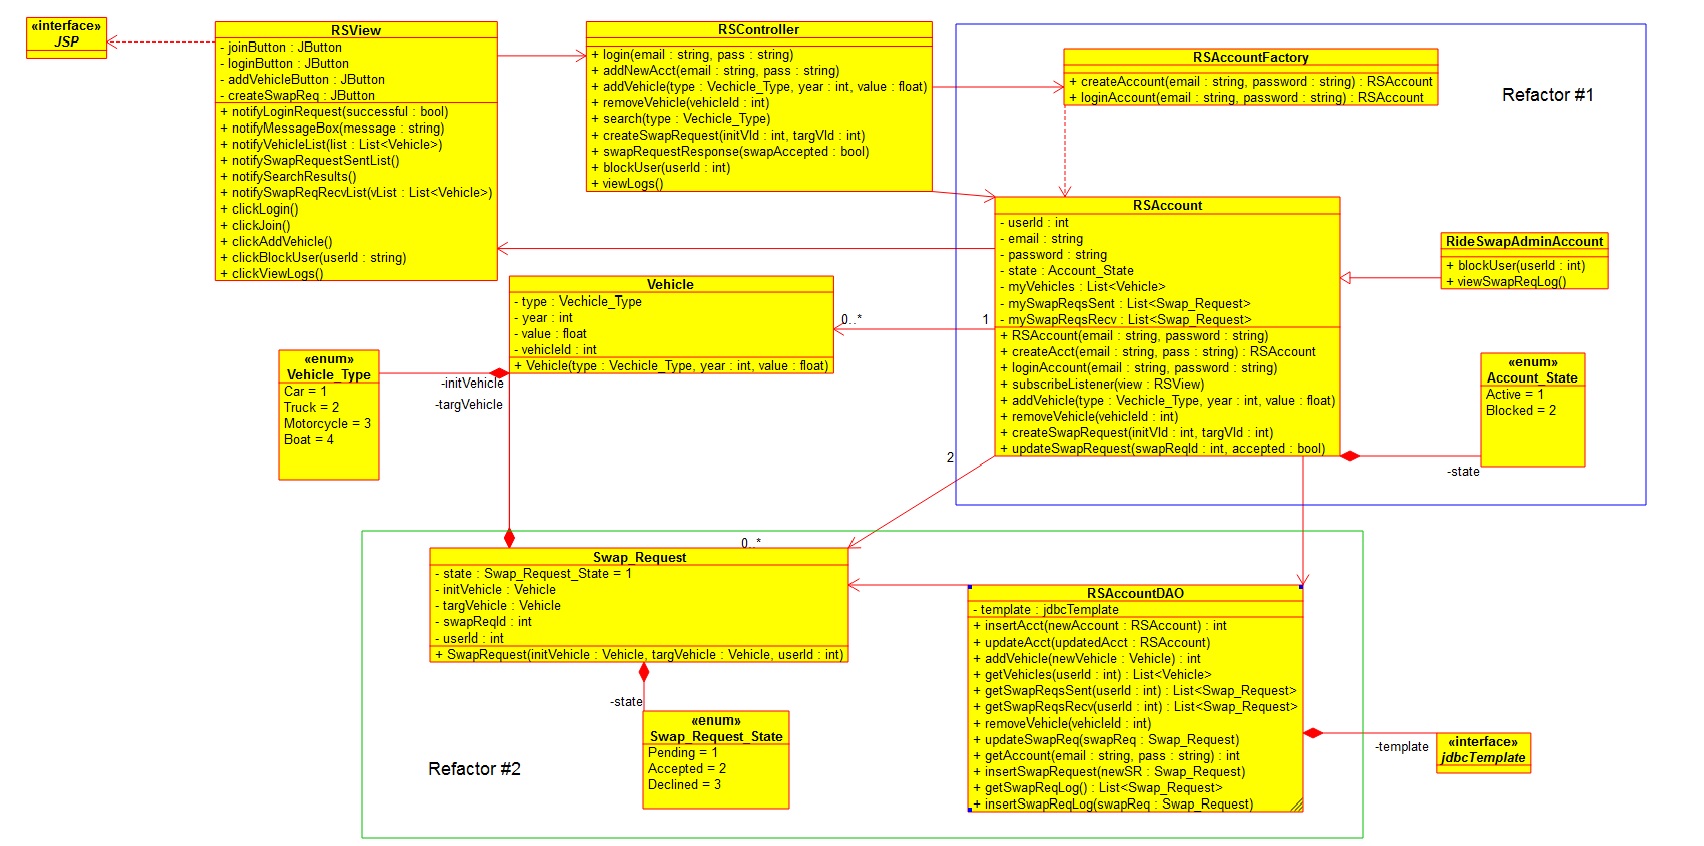 «interface»
JSP
RSView
- joinButton : JButton
- loginButton : JButton
- addVehicleButton : JButton
- createSwapReq : JButton
+ notifyLoginRequest(successful : bool)
+ notifyMessageBox(message : string)
+ notifyVehicleList(list : List<Vehicle>)
+ notifySwapRequestSentList()
+ notifySearchResults()
+ notifySwapReqRecvList(vList : List<Vehicle>)
+ clickLogin()
+ clickJoin()
+ clickAddVehicle()
+ clickBlockUser(userId : string)
+ clickViewLogs()
RSController
+ login(email : string, pass : string)
+ addNewAcct(email : string, pass : string)
+ addVehicle(type : Vechicle_Type, year : int, value : float)
+ removeVehicle(vehicleId : int)
+ search(type : Vechicle_Type)
+ createSwapRequest(initVId : int, targVId : int)
+ swapRequestResponse(swapAccepted : bool)
+ blockUser(userId : int)
+ viewLogs()
RSAccountFactory
+ createAccount(email : string, password : string) : RSAccount
+ loginAccount(email : string, password : string) : RSAccount
Refactor #1
RSAccount
- userId : int
- email : string
- password : string
- state : Account_State
- myVehicles : List<Vehicle>
- mySwapReqsSent : List<Swap_Request>
- mySwapReqsRecv : List<Swap_Request>
+ RSAccount(email : string, password : string)
+ createAcct(email : string, pass : string) : RSAccount
+ loginAccount(email : string, password : string)
+ subscribeListener(view : RSView)
+ addVehicle(type : Vechicle_Type, year : int, value : float)
+ removeVehicle(vehicleId : int)
+ createSwapRequest(initVId : int, targVId : int)
+ updateSwapRequest(swapReqId : int, accepted : bool)
RideSwapAdminAccount
+ blockUser(userId : int)
+ viewSwapReqLog()
Vehicle
- type : Vechicle_Type
- year : int
- value : float
- vehicleId : int
+ Vehicle(type : Vechicle_Type, year : int, value : float)
0..*
1
«enum»
Vehicle_Type
Car = 1
Truck = 2
Motorcycle = 3
Boat = 4
-initVehicle
-targVehicle
«enum»
Account_State
Active = 1
Blocked = 2
-state
2
0..*
Swap_Request
- state : Swap_Request_State = 1
- initVehicle : Vehicle
- targVehicle : Vehicle
- swapReqId : int
- userId : int
+ SwapRequest(initVehicle : Vehicle, targVehicle : Vehicle, userId : int)
-state
«enum»
Swap_Request_State
Pending = 1
Accepted = 2
Declined = 3
Refactor #2
RSAccountDAO
- template : jdbcTemplate
+ insertAcct(newAccount : RSAccount) : int
+ updateAcct(updatedAcct : RSAccount)
+ addVehicle(newVehicle : Vehicle) : int
+ getVehicles(userId : int) : List<Vehicle>
+ getSwapReqsSent(userId : int) : List<Swap_Request>
+ getSwapReqsRecv(userId : int) : List<Swap_Request>
+ removeVehicle(vehicleId : int)
+ updateSwapReq(swapReq : Swap_Request)
+ getAccount(email : string, pass : string) : int
+ insertSwapRequest(newSR : Swap_Request)
+ getSwapReqLog() : List<Swap_Request>
+ insertSwapReqLog(swapReq : Swap_Request)
-template
«interface»
jdbcTemplate